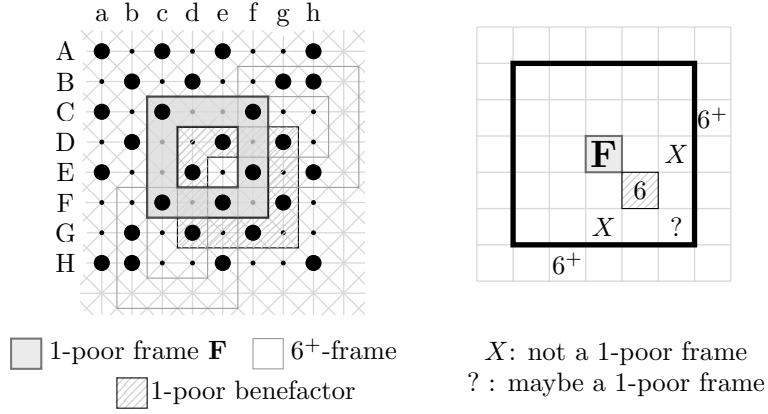 a b c d e f g h
A
B
C
D
E
F
G
H
6⁺
F X
6
X ?
6⁺
1-poor frame F 6⁺-frame
1-poor benefactor
X: not a 1-poor frame
? : maybe a 1-poor frame